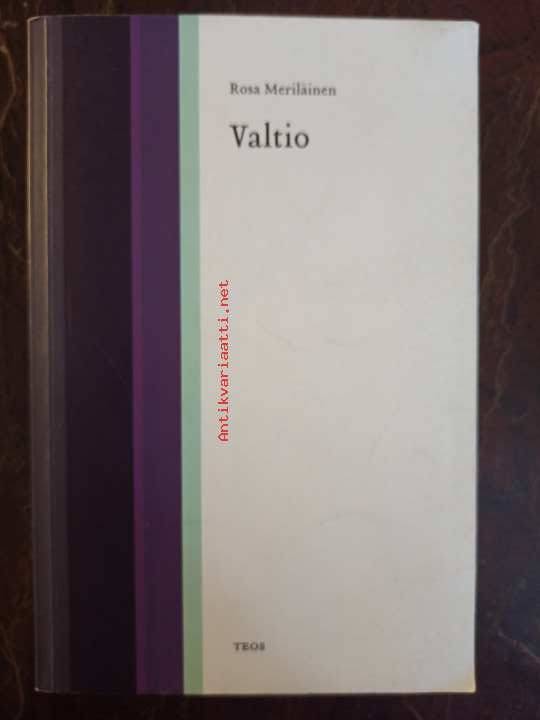 Rosa Meriläinen
Valtio
Antikvariaatti.net
TEOS